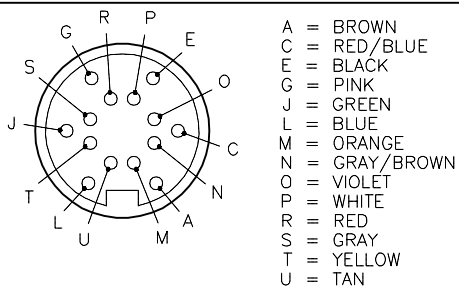 R P
G E
S O
J C
T N
L A
U M
A = BROWN
C = RED/BLUE
E = BLACK
G = PINK
J = GREEN
L = BLUE
M = ORANGE
N = GRAY/BROWN
O = VIOLET
P = WHITE
R = RED
S = GRAY
T = YELLOW
U = TAN